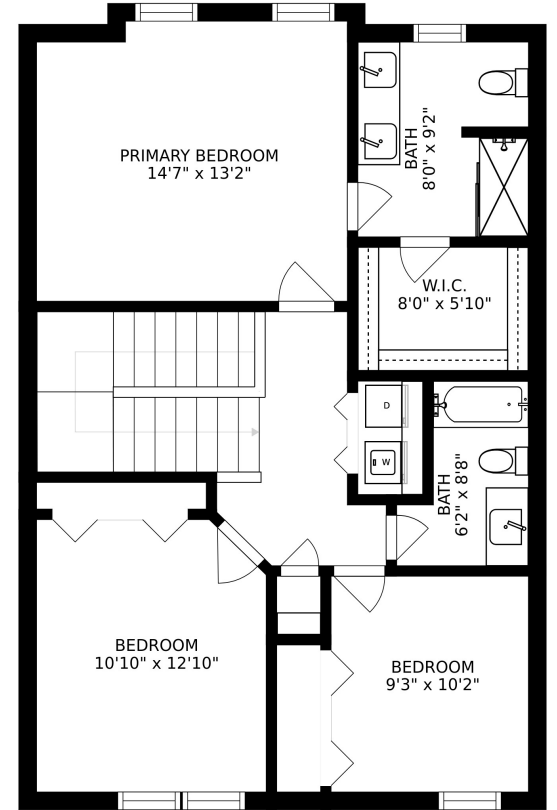 PRIMARY BEDROOM
14'7" x 13'2"
BATH
8'0" x 9'2"
W.I.C.
8'0" x 5'10"
D
W
BATH
6'2" x 8'8"
BEDROOM
10'10" x 12'10"
BEDROOM
9'3" x 10'2"